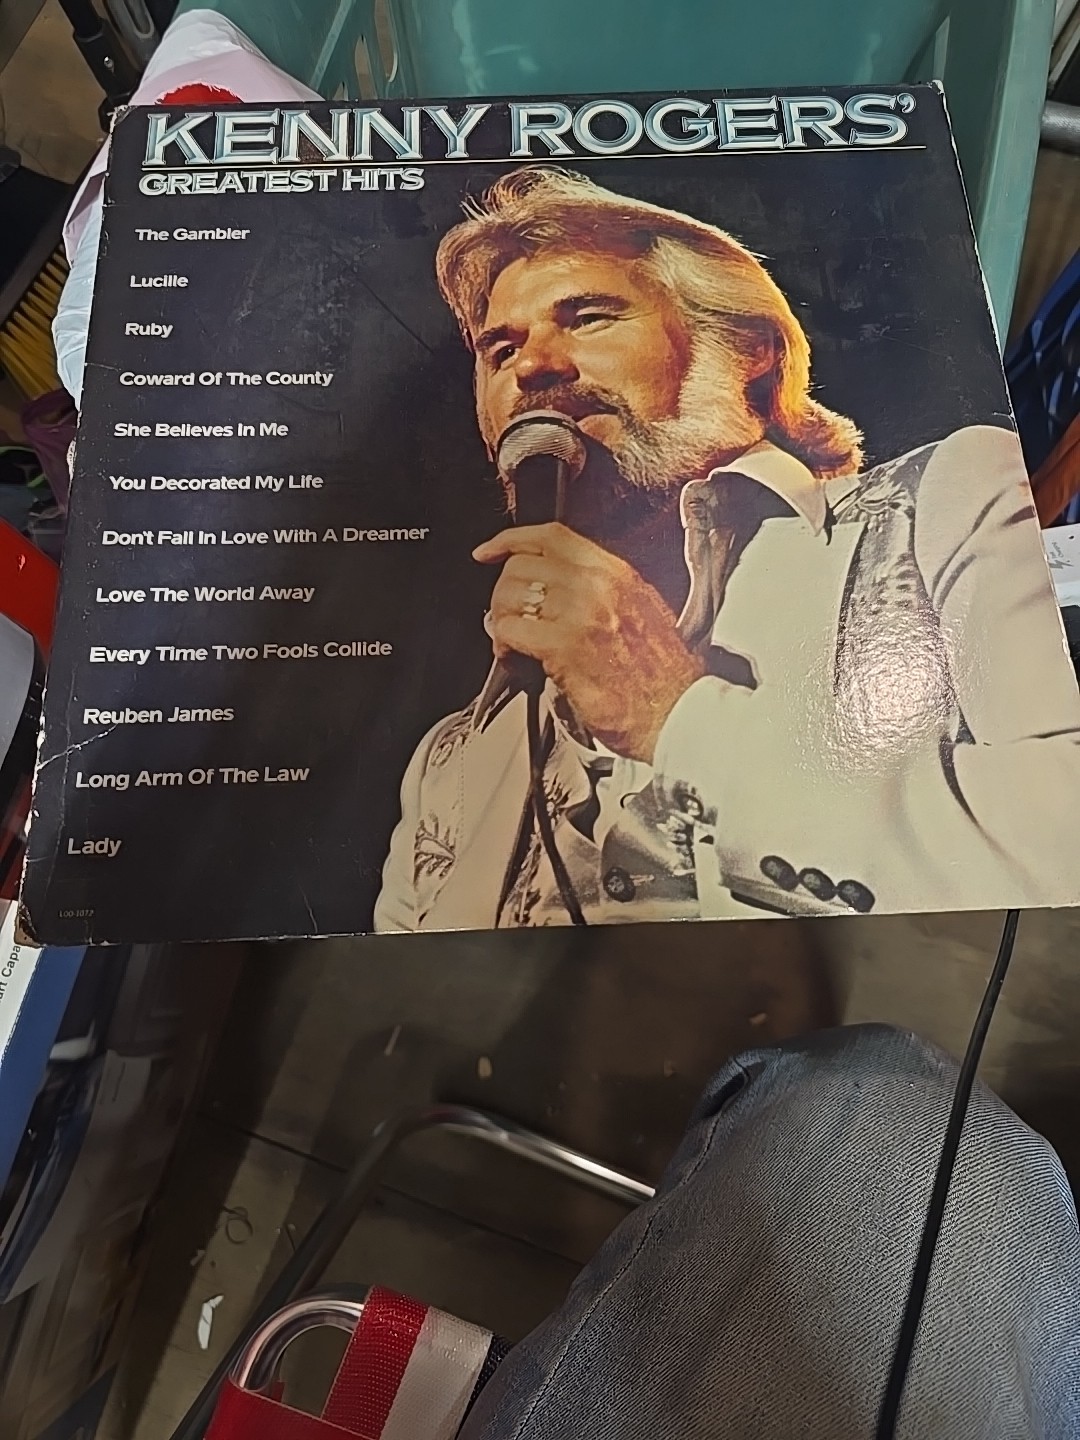 KENNY ROGERS'
GREATEST HITS
The Gambler
Lucille
Ruby
Coward Of The County
She Believes In Me
You Decorated My Life
Don't Fall In Love With A Dreamer
Love The World Away
Every Time Two Fools Collide
Reuben James
Long Arm Of The Law
Lady
LOO-1072